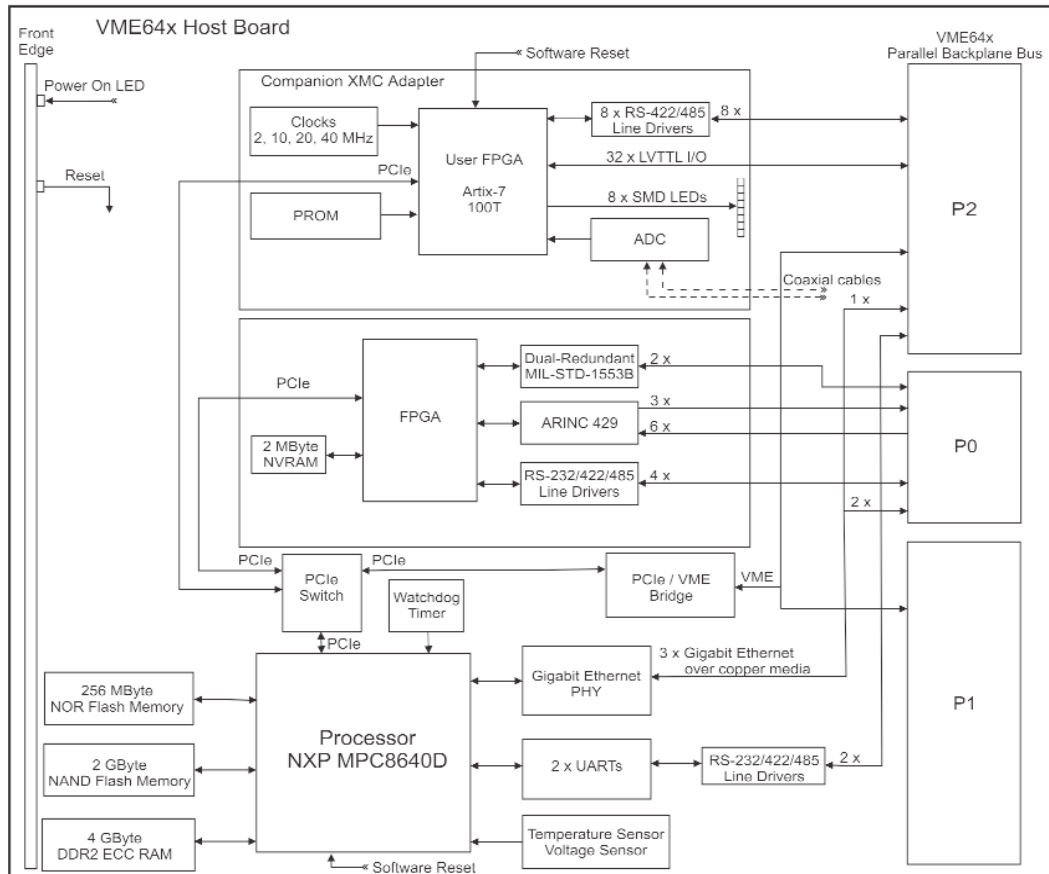 VME64x Host Board
Front
Edge
Power On LED
Reset
Software Reset
VME64x
Parallel Backplane Bus
Companion XMC Adapter
Clocks
2, 10, 20, 40 MHz
PCIe
PROM
User FPGA
Artix-7
100T
8 x RS-422/485
Line Drivers
8 x
32 x LVTTL I/O
8 x SMD LEDs
ADC
Coaxial cables
P2
1 x
PCIe
FPGA
2 MByte
NVRAM
Dual-Redundant
MIL-STD-1553B
2 x
ARINC 429
3 x
6 x
RS-232/422/485
Line Drivers
4 x
2 x
P0
PCIe
PCIe
Switch
PCIe
Watchdog
Timer
PCIe / VME
Bridge
VME
PCIe
256 MByte
NOR Flash Memory
2 GByte
NAND Flash Memory
4 GByte
DDR2 ECC RAM
Processor
NXP MPC8640D
Gigabit Ethernet
PHY
3 x Gigabit Ethernet
over copper media
2 x UARTs
RS-232/422/485
Line Drivers
2 x
Temperature Sensor
Voltage Sensor
Software Reset
P1